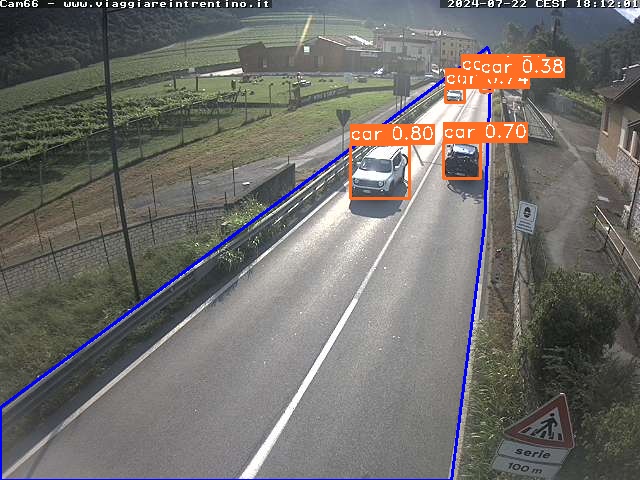 Cam66 - www.viaggiareintrentino.it
2024-07-22 CEST 18:12:01
car 0.38
car 0.80
car 0.70
serie
100 m